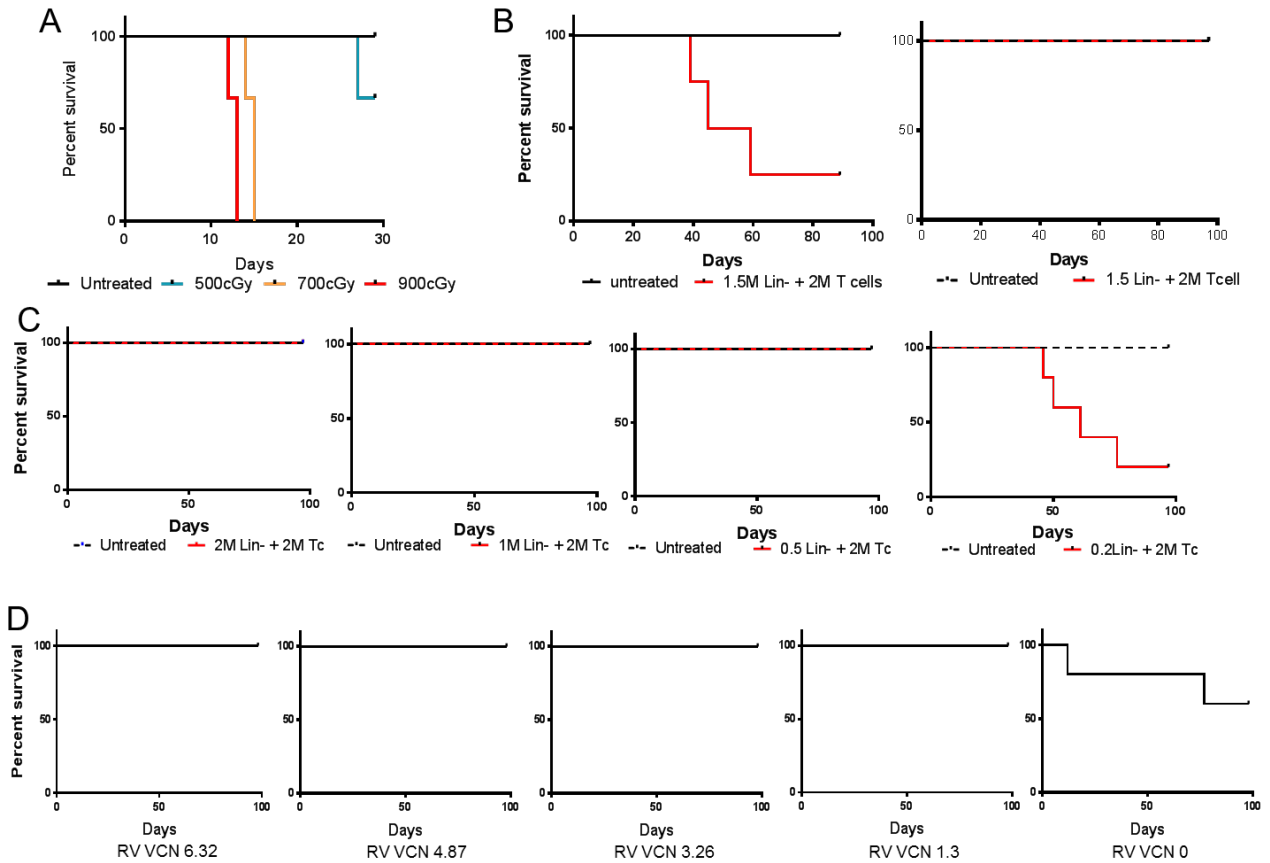 A
Percent survival
100
50
0
0 10 20 30
Days
Untreated 500cGy 700cGy 900cGy
B
Percent survival
100
50
0
0 20 40 60 80 100
Days
untreated 1.5M Lin- + 2M T cells
100
50
0
0 20 40 60 80 100
Days
Untreated 1.5 Lin- + 2M Tcell
C
Percent survival
100
50
0
0 50 100
Days
Untreated 2M Lin- + 2M Tc
100
50
0
0 50 100
Days
Untreated 1M Lin- + 2M Tc
100
50
0
0 50 100
Days
Untreated 0.5 Lin- + 2M Tc
100
50
0
0 50 100
Days
Untreated 0.2Lin- + 2M Tc
D
Percent survival
100
50
0
0 50 100
Days
RV VCN 6.32
100
50
0
0 50 100
Days
RV VCN 4.87
100
50
0
0 50 100
Days
RV VCN 3.26
100
50
0
0 50 100
Days
RV VCN 1.3
100
50
0
0 50 100
Days
RV VCN 0